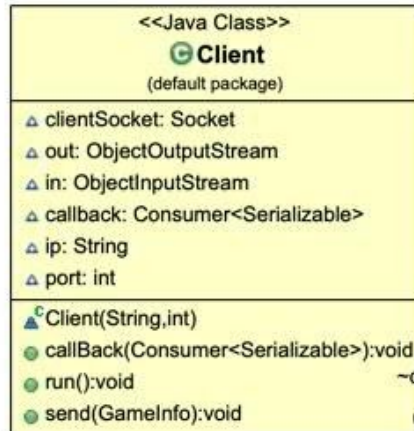 <<Java Class>>
Client
(default package)
clientSocket: Socket
out: ObjectOutputStream
in: ObjectInputStream
callback: Consumer<Serializable>
ip: String
port: int
Client(String,int)
callBack(Consumer<Serializable>):void
run():void
send(GameInfo):void